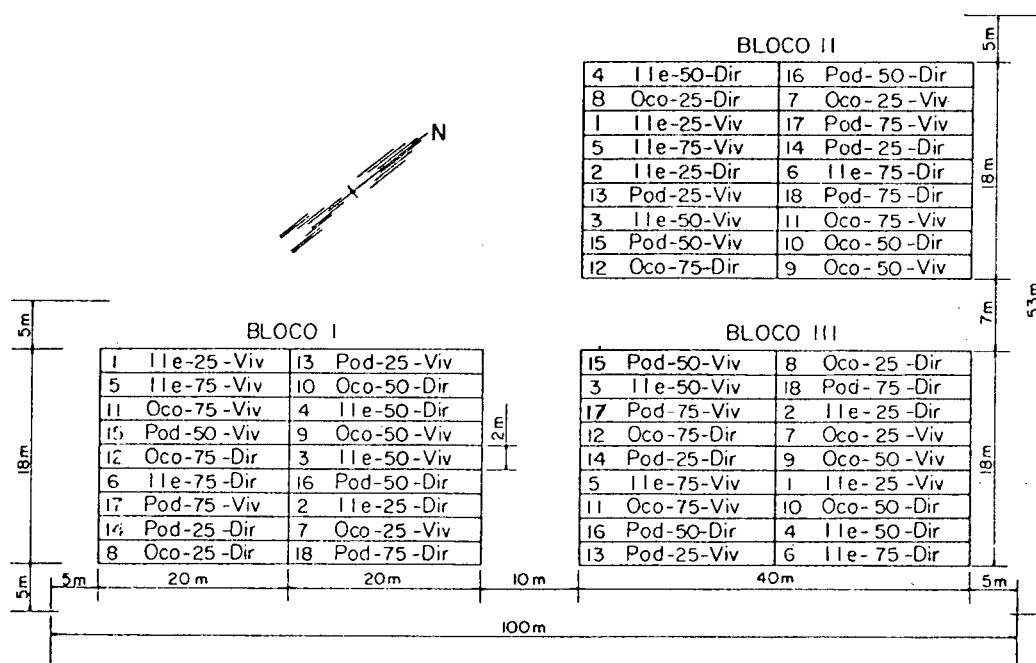 BLOCO II
4 Ile-50-Dir 16 Pod-50-Dir
8 Oco-25-Dir 7 Oco-25-Viv
1 Ile-25-Viv 17 Pod-75-Viv
5 Ile-75-Viv 14 Pod-25-Dir
2 Ile-25-Dir 6 Ile-75-Dir
13 Pod-25-Viv 18 Pod-75-Dir
3 Ile-50-Viv 11 Oco-75-Viv
15 Pod-50-Viv 10 Oco-50-Dir
12 Oco-75-Dir 9 Oco-50-Viv
5m
18m
7m
53m
N
5m
BLOCO I
1 Ile-25-Viv 13 Pod-25-Viv
5 Ile-75-Viv 10 Oco-50-Dir
11 Oco-75-Viv 4 Ile-50-Dir
15 Pod-50-Viv 9 Oco-50-Viv
12 Oco-75-Dir 3 Ile-50-Viv
6 Ile-75-Dir 16 Pod-50-Dir
17 Pod-75-Viv 2 Ile-25-Dir
14 Pod-25-Dir 7 Oco-25-Viv
8 Oco-25-Dir 18 Pod-75-Dir
18m
2m
BLOCO III
15 Pod-50-Viv 8 Oco-25-Dir
3 Ile-50-Viv 18 Pod-75-Dir
17 Pod-75-Viv 2 Ile-25-Dir
12 Oco-75-Dir 7 Oco-25-Viv
14 Pod-25-Dir 9 Oco-50-Viv
5 Ile-75-Viv 1 Ile-25-Viv
11 Oco-75-Viv 10 Oco-50-Dir
16 Pod-50-Dir 4 Ile-50-Dir
13 Pod-25-Viv 6 Ile-75-Dir
18m
5m 5m 20m 20m 10m 40m 5m
100m